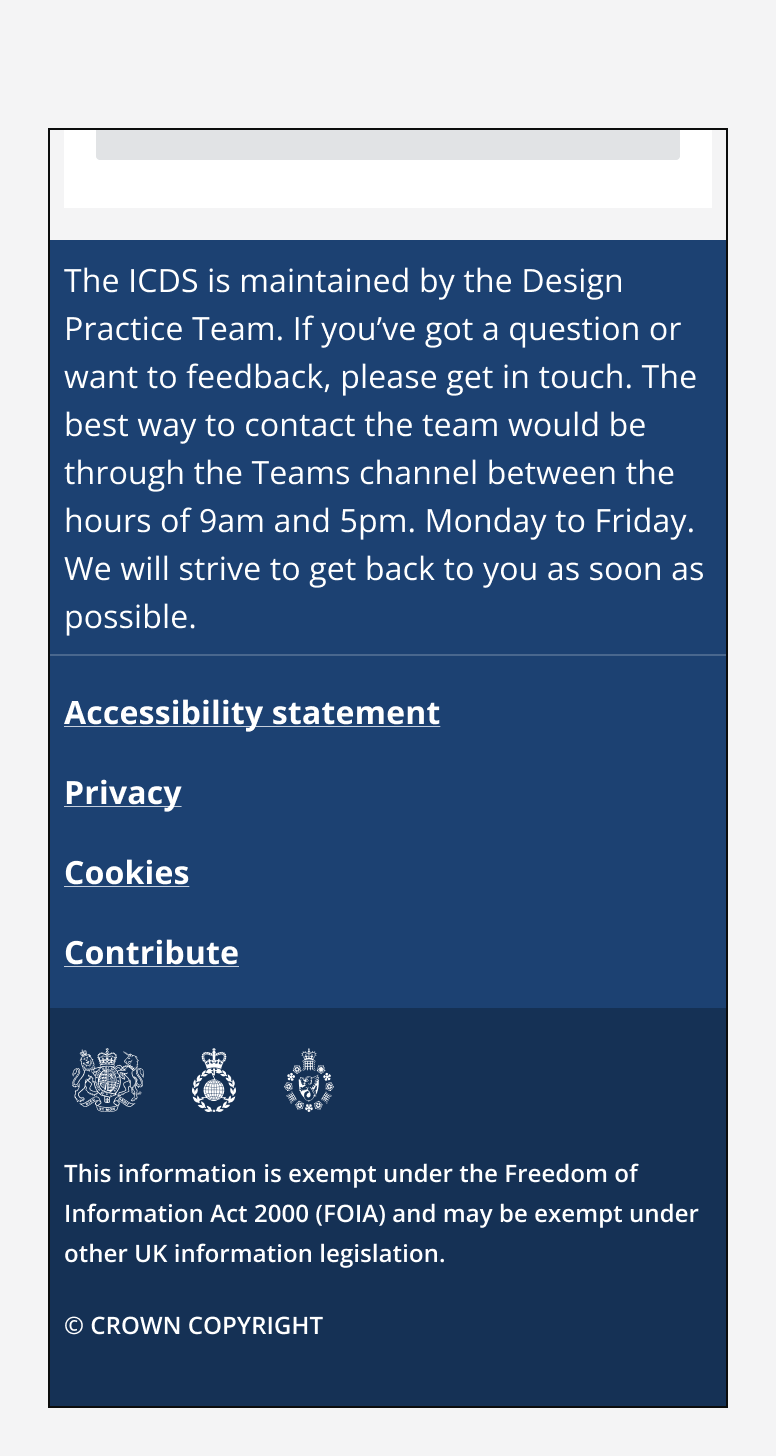 The ICDS is maintained by the Design
Practice Team. If you’ve got a question or
want to feedback, please get in touch. The
best way to contact the team would be
through the Teams channel between the
hours of 9am and 5pm. Monday to Friday.
We will strive to get back to you as soon as
possible.
Accessibility statement
Privacy
Cookies
Contribute
This information is exempt under the Freedom of
Information Act 2000 (FOIA) and may be exempt under
other UK information legislation.
© CROWN COPYRIGHT